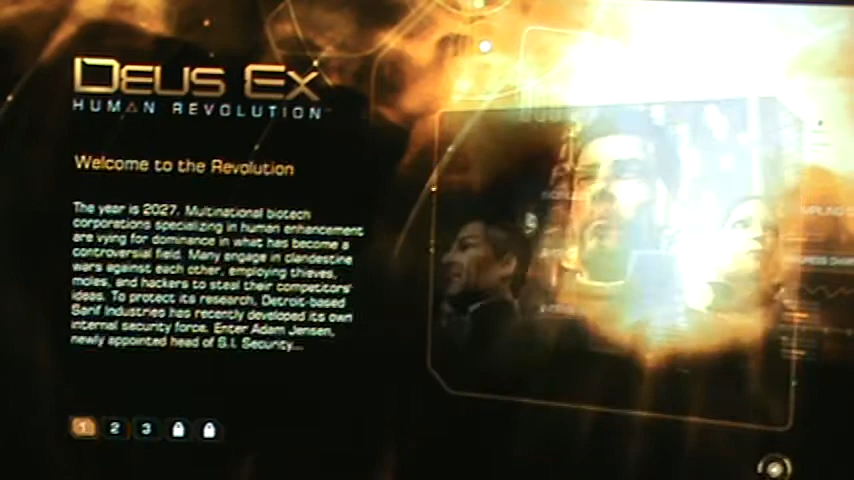 DEUS EX
HUMAN REVOLUTION
Welcome to the Revolution
The year is 2027. Multinational biotech
corporations specializing in human enhancement
are vying for dominance in what has become a
controversial field. Many engage in clandestine
wars against each other, employing thieves,
moles, and hackers to steal their competitors'
ideas. To protect its research, Detroit-based
Sarif Industries has recently developed its own
internal security force. Enter Adam Jensen,
newly appointed head of S.I. Security...
1 2 3